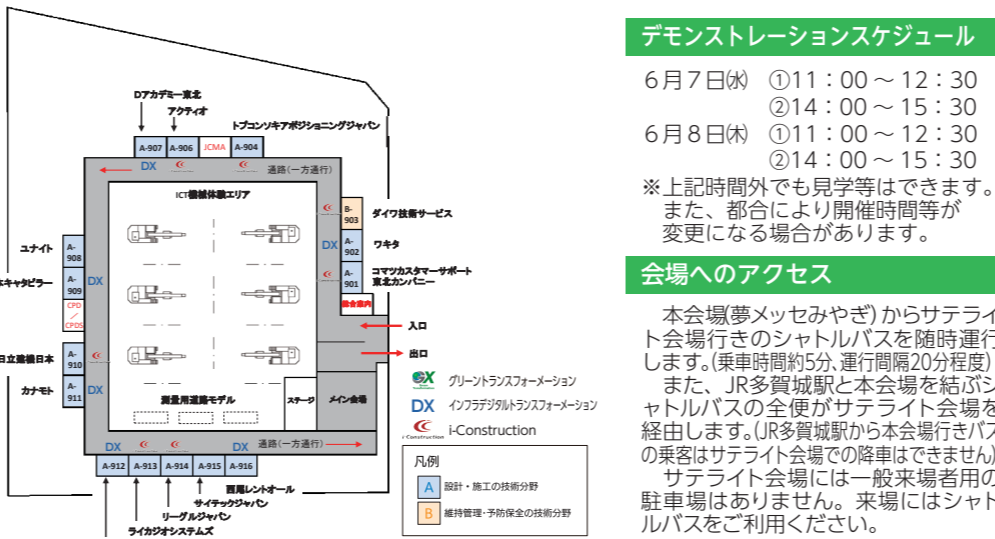 Dアカデミー東北
アクティオ
トプコンソキアポジショニングジャパン
A-907
A-906
JCMA
A-904
DX
通路(一方通行)
ICT機械体験エリア
B-903
ダイワ技術サービス
DX
A-902
ワキタ
A-901
コマツカスタマーサポート
東北カンパニー
総合案内
入口
出口
ユナイト
A-908
本キャタピラー
A-909
DX
CPD
/
CPDS
日立建機日本
A-910
カナモト
A-911
DX
測量用道路モデル
ステージ
メイン会場
DX
DX
通路(一方通行)
A-912
A-913
A-914
A-915
A-916
西尾レントオール
サイテックジャパン
リーグルジャパン
ライカジオシステムズ
GX
グリーントランスフォーメーション
DX
インフラデジタルトランスフォーメーション
i-Construction
i-Construction
凡例
A 設計・施工の技術分野
B 維持管理・予防保全の技術分野
デモンストレーションスケジュール
6月7日㈬ ①11:00~12:30
②14:00~15:30
6月8日㈭ ①11:00~12:30
②14:00~15:30
※上記時間外でも見学等はできます。
また、都合により開催時間等が
変更になる場合があります。
会場へのアクセス
本会場(夢メッセみやぎ)からサテライ
ト会場行きのシャトルバスを随時運行
します。(乗車時間約5分、運行間隔20分程度)
また、JR多賀城駅と本会場を結ぶシ
ャトルバスの全便がサテライト会場を
経由します。(JR多賀城駅から本会場行きバス
の乗客はサテライト会場での降車はできません)
サテライト会場には一般来場者用の
駐車場はありません。来場にはシャト
ルバスをご利用ください。